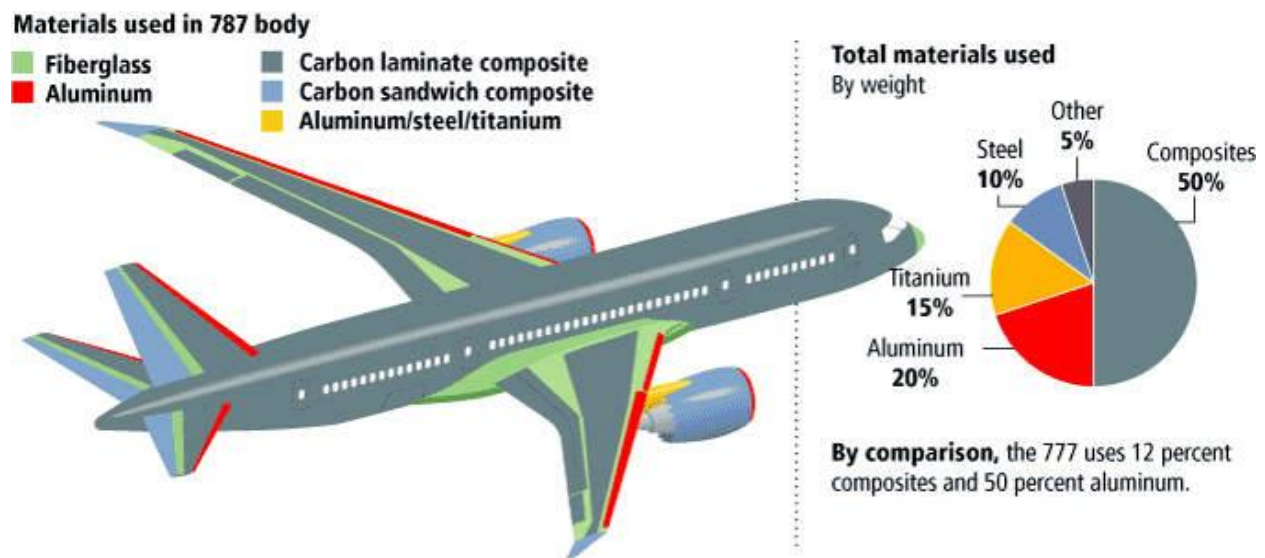 Materials used in 787 body
Fiberglass
Aluminum
Carbon laminate composite
Carbon sandwich composite
Aluminum/steel/titanium
Total materials used
By weight
Other
5%
Steel
10%
Composites
50%
Titanium
15%
Aluminum
20%
By comparison, the 777 uses 12 percent
composites and 50 percent aluminum.